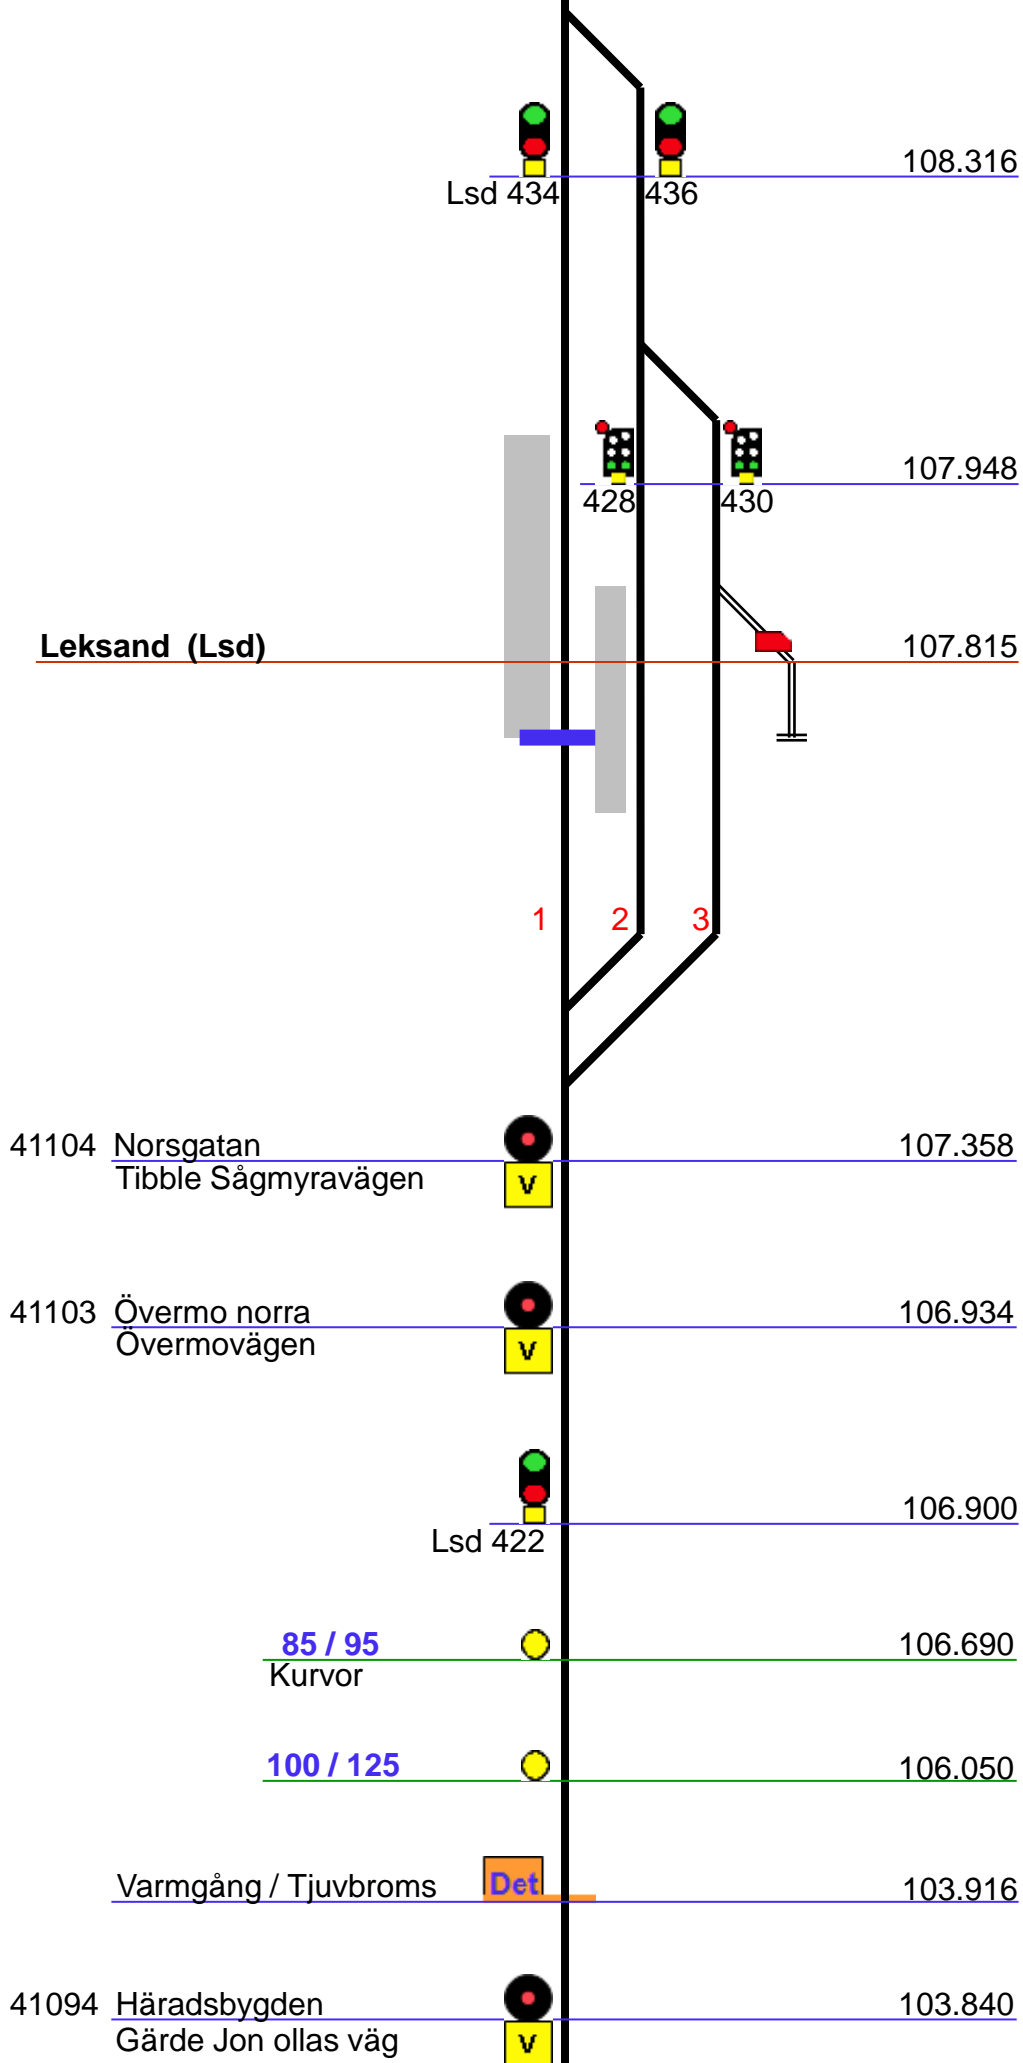 108.316
Lsd 434 436
107.948
428 430
Leksand (Lsd) 107.815
1 2 3
41104 Norsgatan 107.358
Tibble Sågmyravägen
V
41103 Övermo norra 106.934
Övermovägen
V
106.900
Lsd 422
85 / 95 106.690
Kurvor
100 / 125 106.050
Varmgång / Tjuvbroms Det 103.916
41094 Häradsbygden 103.840
Gärde Jon ollas väg
V